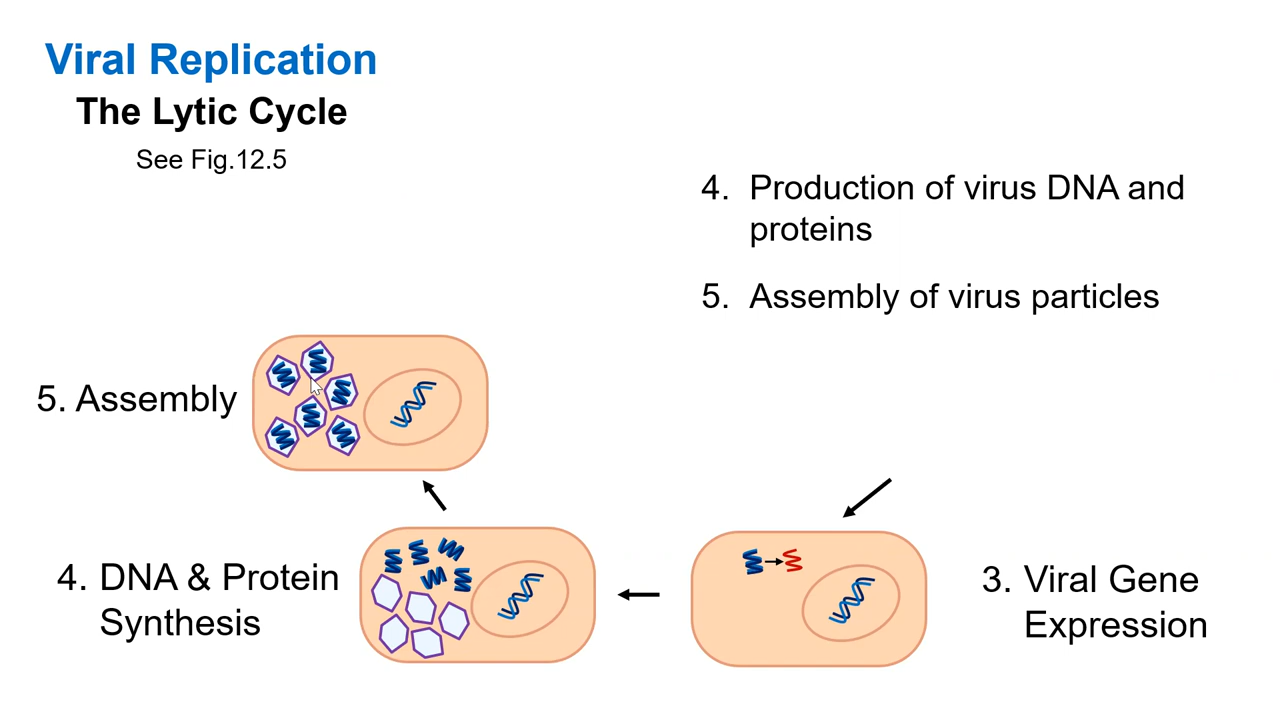 Viral Replication
The Lytic Cycle
See Fig.12.5
4. Production of virus DNA and
proteins
5. Assembly of virus particles
5. Assembly
4. DNA & Protein
Synthesis
3. Viral Gene
Expression